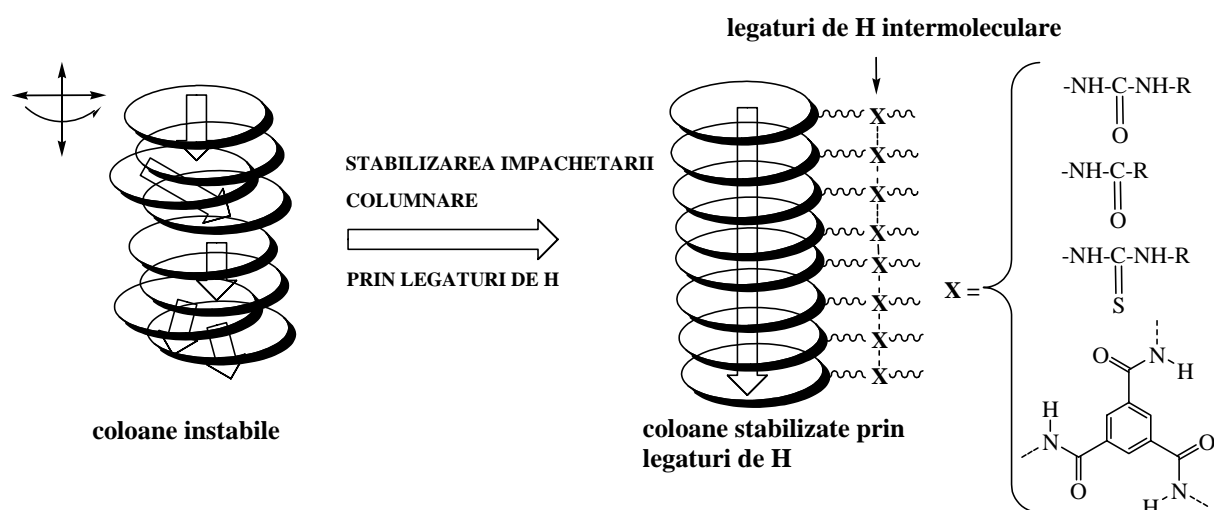 legaturi de H intermoleculare
STABILIZAREA IMPACHETARII
COLUMNARE
PRIN LEGATURI DE H
coloane instabile
X
X
X
X
X
X
X
X
coloane stabilizate prin
legaturi de H
X =
-NH-C-NH-R
O
-NH-C-R
O
-NH-C-NH-R
S
O
N
H
H
N
O
O
N
H